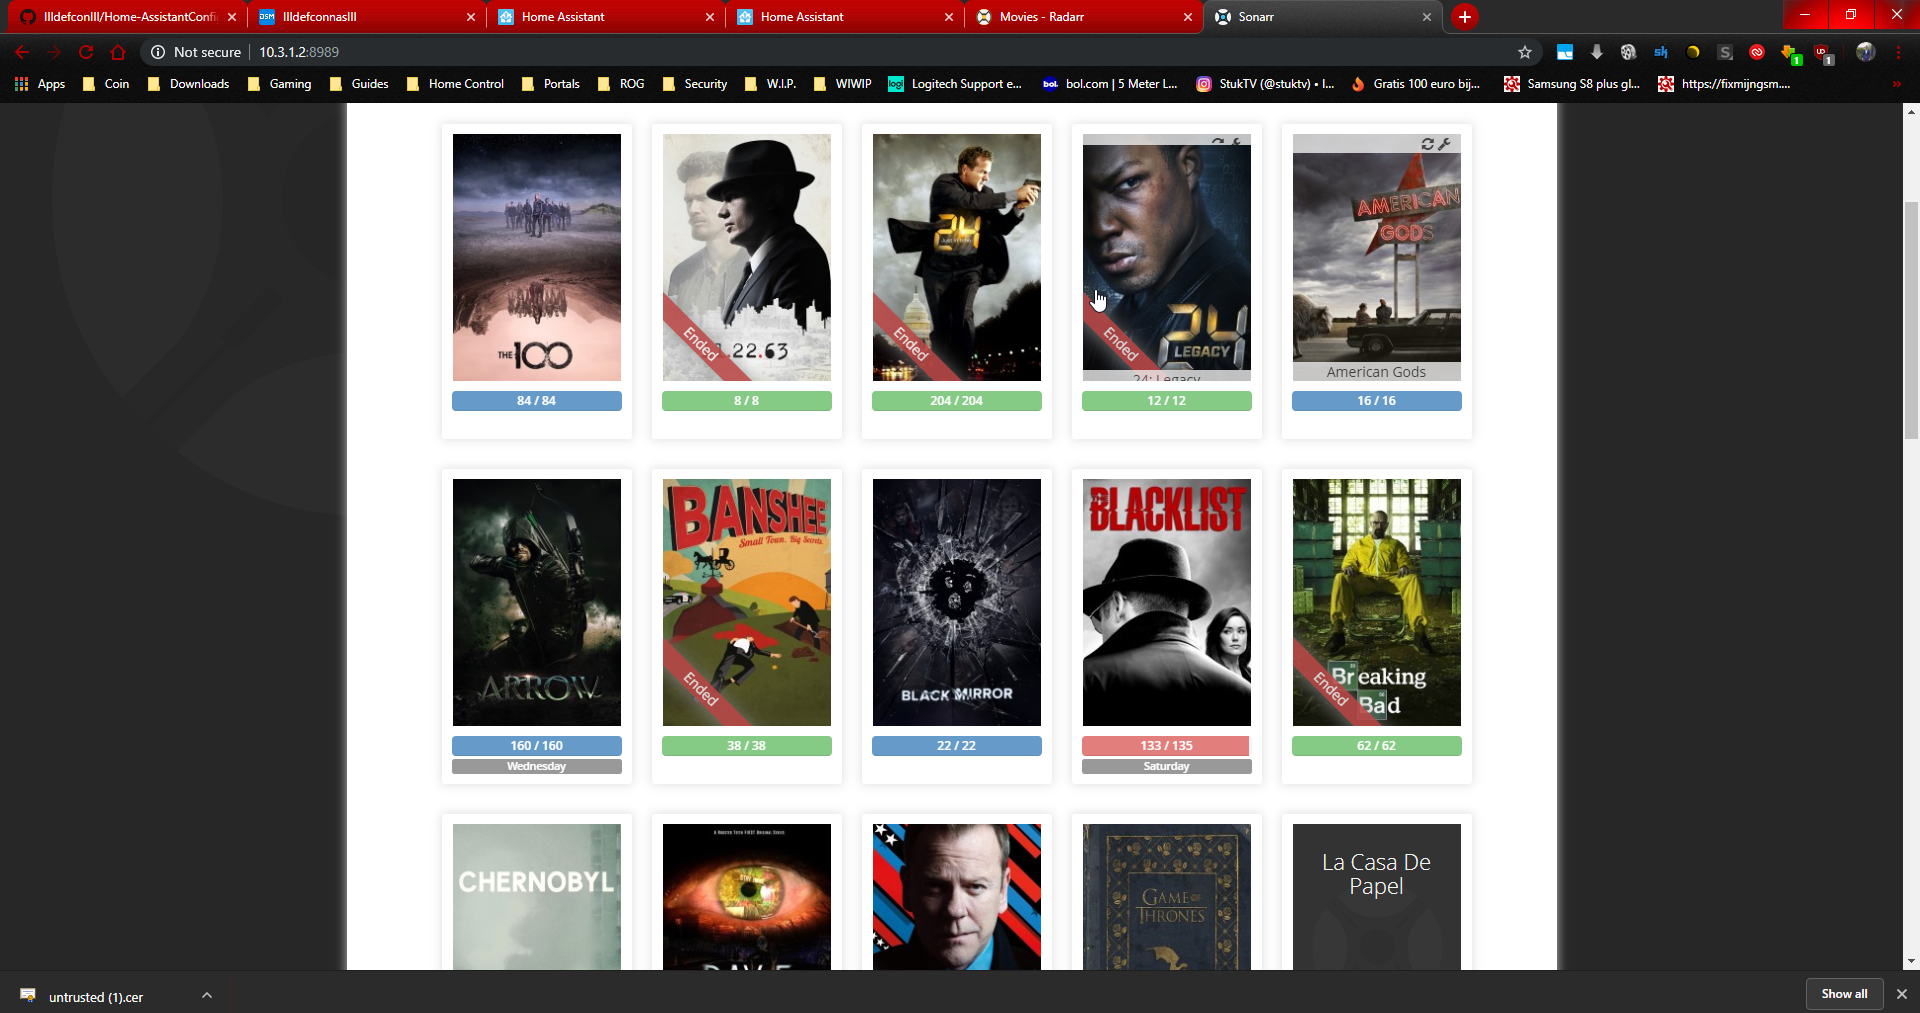 IlldefconIII/Home-AssistantConfi
IlldefconnasIII
Home Assistant
Home Assistant
Movies - Radarr
Sonarr
Not secure
10.3.1.2:8989
Apps
Coin
Downloads
Gaming
Guides
Home Control
Portals
ROG
Security
W.I.P.
WIWIP
Logitech Support e...
bol.com | 5 Meter L...
StukTV (@stuktv) • I...
Gratis 100 euro bij...
Samsung S8 plus gl...
https://fixmijngsm....
THE 100
Ended
.22.63
24
Ended
24
LEGACY
Ended
24: Legacy
AMERICAN
GODS
American Gods
84 / 84
8 / 8
204 / 204
12 / 12
16 / 16
ARROW
BANSHEE
Small Town. Big Secrets.
Ended
BLACK MIRROR
BLACKLIST
Breaking
Bad
Ended
160 / 160
38 / 38
22 / 22
133 / 135
62 / 62
Wednesday
Saturday
CHERNOBYL
GAME OF
THRONES
La Casa De
Papel
untrusted (1).cer
Show all